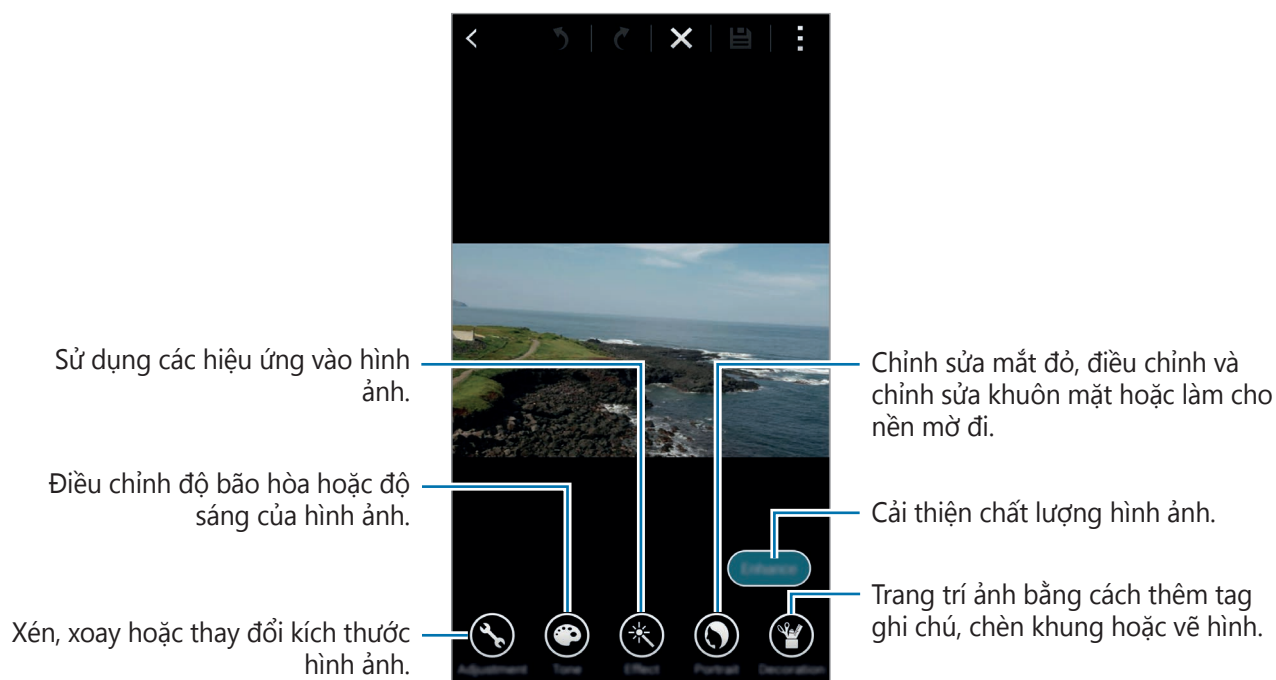 Sử dụng các hiệu ứng vào hình
ảnh.
Điều chỉnh độ bão hòa hoặc độ
sáng của hình ảnh.
Xén, xoay hoặc thay đổi kích thước
hình ảnh.
Chỉnh sửa mắt đỏ, điều chỉnh và
chỉnh sửa khuôn mặt hoặc làm cho
nền mờ đi.
Cải thiện chất lượng hình ảnh.
Trang trí ảnh bằng cách thêm tag
ghi chú, chèn khung hoặc vẽ hình.
Enhance
Adjustment
Tone
Effect
Portrait
Decoration